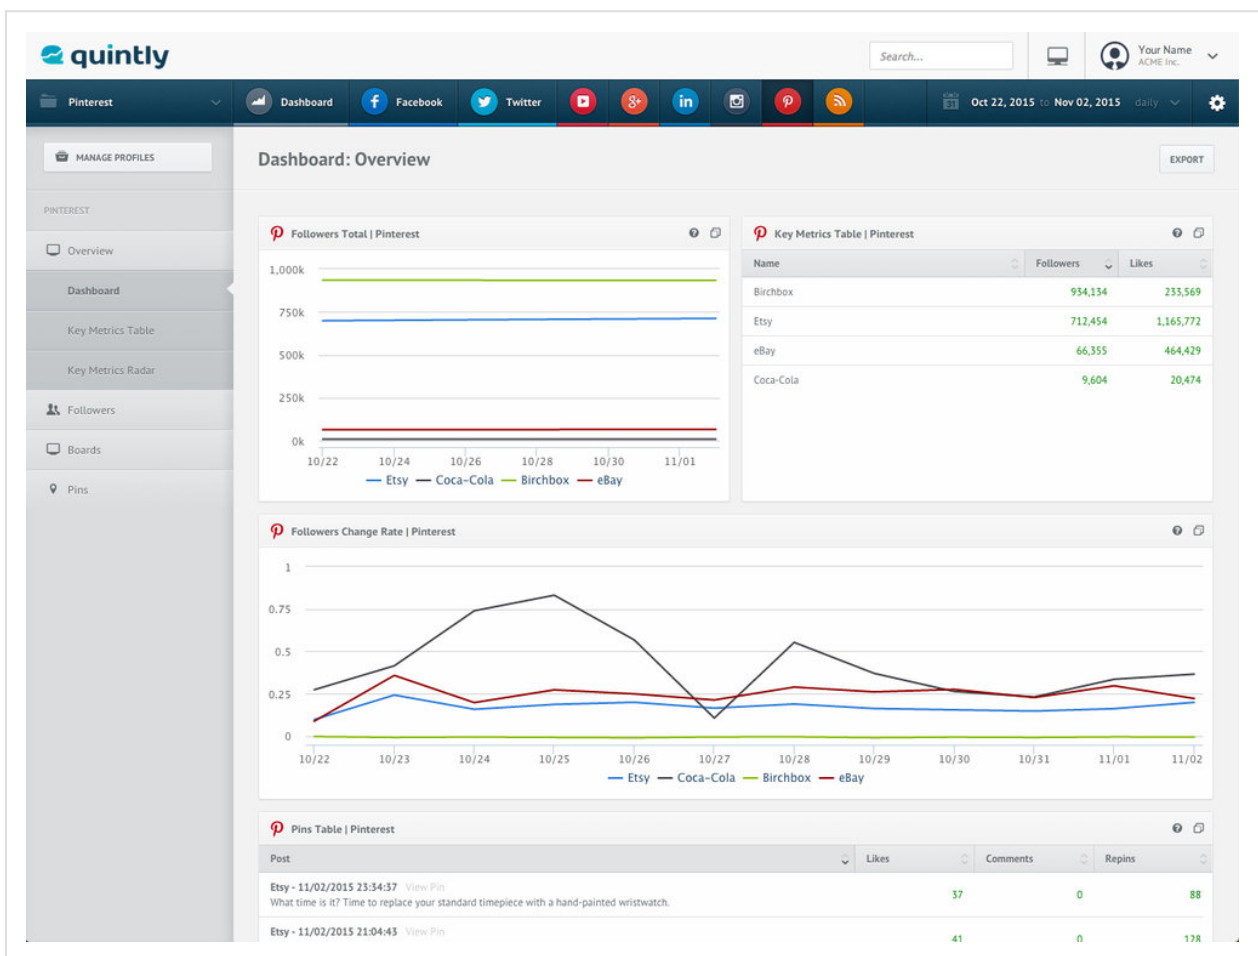 quintly
Search...
Your Name
ACME Inc.
Pinterest
Dashboard
Facebook
Twitter
Oct 22, 2015 to Nov 02, 2015 daily
MANAGE PROFILES
Dashboard: Overview
EXPORT
PINTEREST
Overview
Dashboard
Key Metrics Table
Key Metrics Radar
Followers
Boards
Pins
Followers Total | Pinterest
1,000k
750k
500k
250k
0k
10/22 10/24 10/26 10/28 10/30 11/01
Etsy Coca-Cola Birchbox eBay
Key Metrics Table | Pinterest
Name Followers Likes
Birchbox 934,134 233,569
Etsy 712,454 1,165,772
eBay 66,355 464,429
Coca-Cola 9,604 20,474
Followers Change Rate | Pinterest
1
0.75
0.5
0.25
0
10/22 10/23 10/24 10/25 10/26 10/27 10/28 10/29 10/30 10/31 11/01 11/02
Etsy Coca-Cola Birchbox eBay
Pins Table | Pinterest
Post Likes Comments Repins
Etsy - 11/02/2015 23:34:37 View Pin
What time is it? Time to replace your standard timepiece with a hand-painted wristwatch.
37 0 88
Etsy - 11/02/2015 21:04:43 View Pin
41 0 128